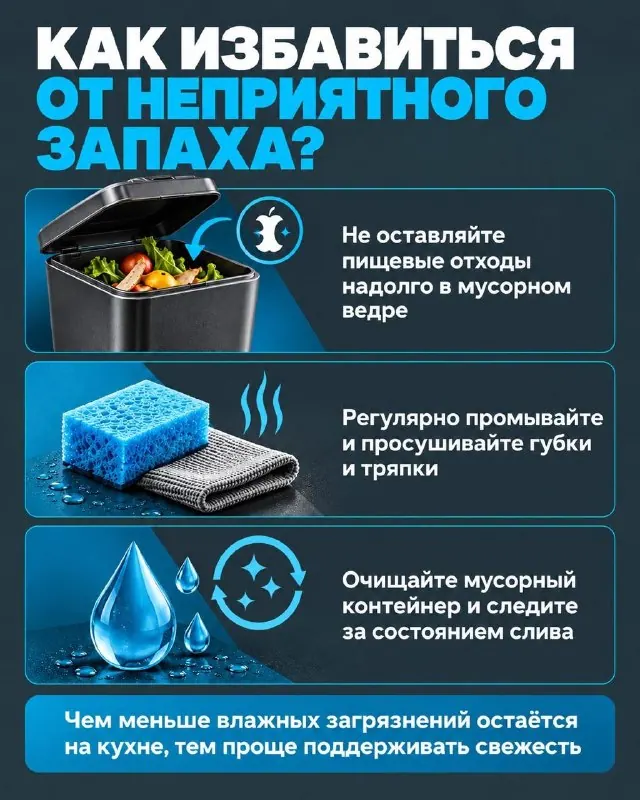 КАК ИЗБАВИТЬСЯ
ОТ НЕПРИЯТНОГО
ЗАПАХА?
Не оставляйте
пищевые отходы
надолго в мусорном
ведре
Регулярно промывайте
и просушивайте губки
и тряпки
Очищайте мусорный
контейнер и следите
за состоянием слива
Чем меньше влажных загрязнений остаётся
на кухне, тем проще поддерживать свежесть